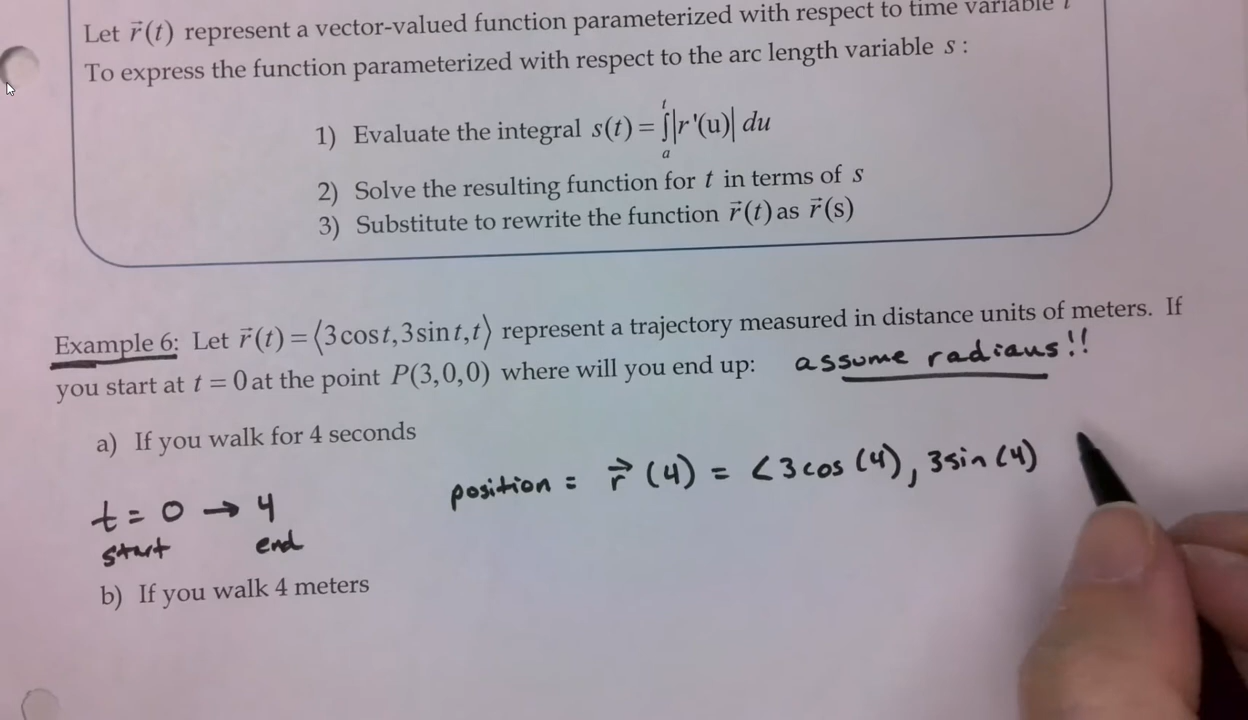 Let r⃗(t) represent a vector-valued function parameterized with respect to time variable t
To express the function parameterized with respect to the arc length variable s :
1) Evaluate the integral s(t) = ∫ₐᵗ |r'(u)| du
2) Solve the resulting function for t in terms of s
3) Substitute to rewrite the function r⃗(t) as r⃗(s)
Example 6: Let r⃗(t) = ⟨3cost, 3sint, t⟩ represent a trajectory measured in distance units of meters. If
you start at t = 0 at the point P(3,0,0) where will you end up: assume radians!!
a) If you walk for 4 seconds
position = r⃗(4) = <3cos(4), 3sin(4)
t = 0 → 4
start end
b) If you walk 4 meters